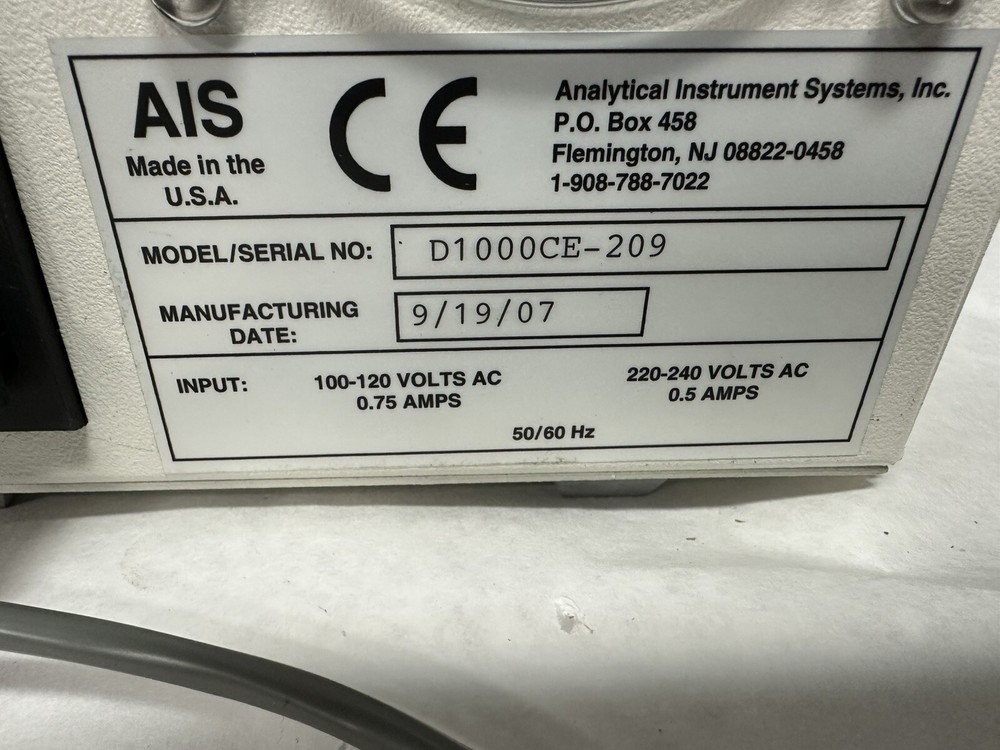 AIS
Made in the
U.S.A.
CE
Analytical Instrument Systems, Inc.
P.O. Box 458
Flemington, NJ 08822-0458
1-908-788-7022
MODEL/SERIAL NO: D1000CE-209
MANUFACTURING
DATE: 9/19/07
INPUT: 100-120 VOLTS AC
0.75 AMPS
220-240 VOLTS AC
0.5 AMPS
50/60 Hz